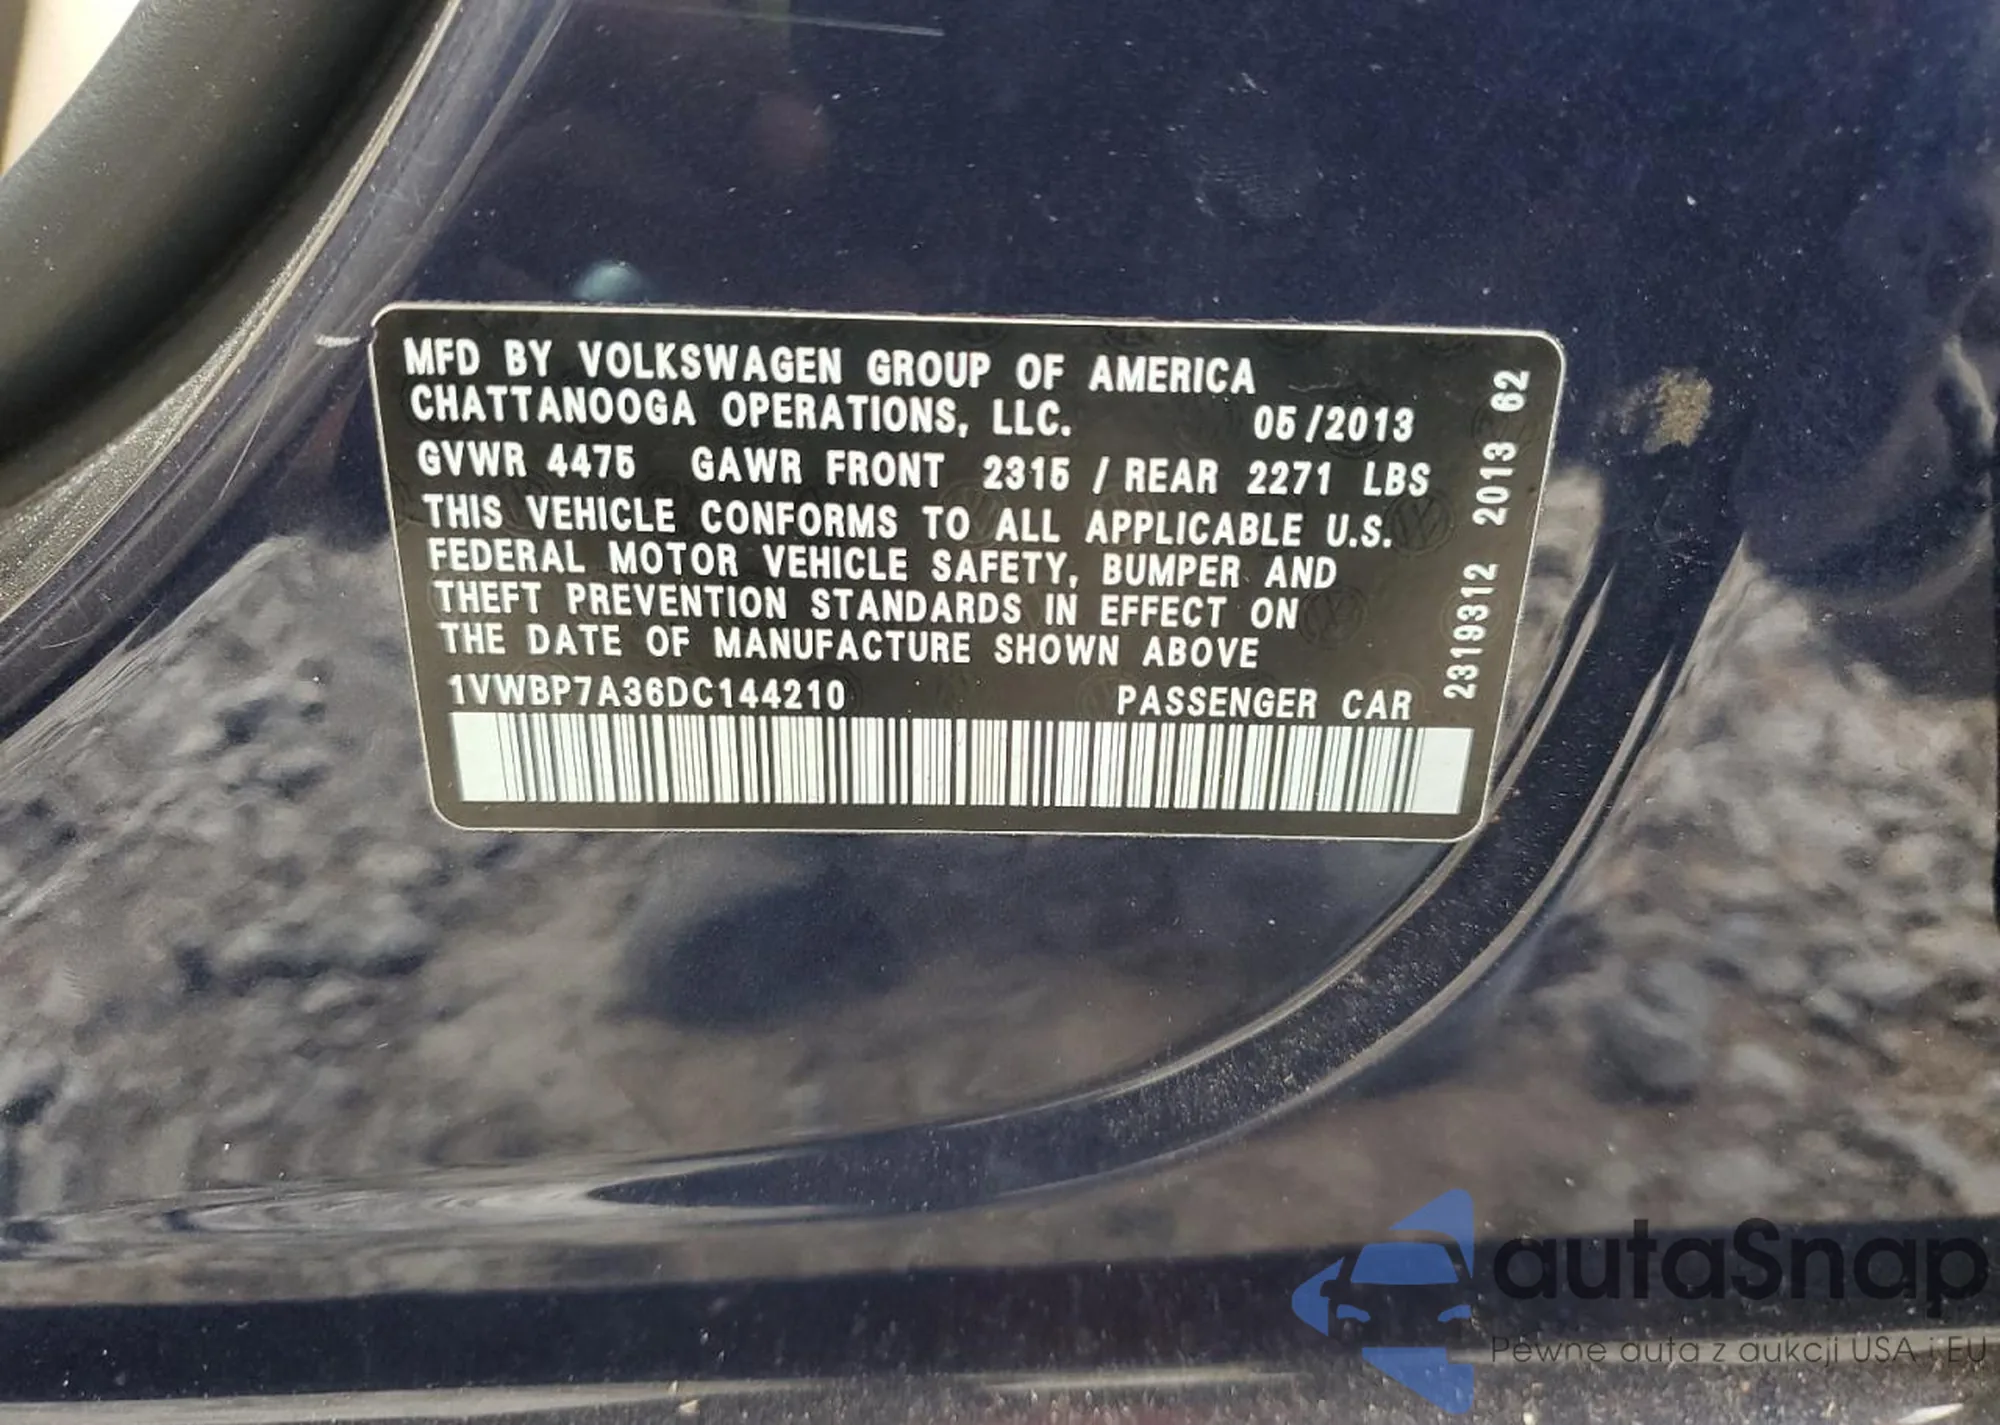 MFD BY VOLKSWAGEN GROUP OF AMERICA
CHATTANOOGA OPERATIONS, LLC. 05/2013
GVWR 4475 GAWR FRONT 2315 / REAR 2271 LBS
THIS VEHICLE CONFORMS TO ALL APPLICABLE U.S.
FEDERAL MOTOR VEHICLE SAFETY, BUMPER AND
THEFT PREVENTION STANDARDS IN EFFECT ON
THE DATE OF MANUFACTURE SHOWN ABOVE
1VWBP7A36DC144210 PASSENGER CAR
2319312 2013 62
autaSnap
Pewne auta z aukcji USA i EU